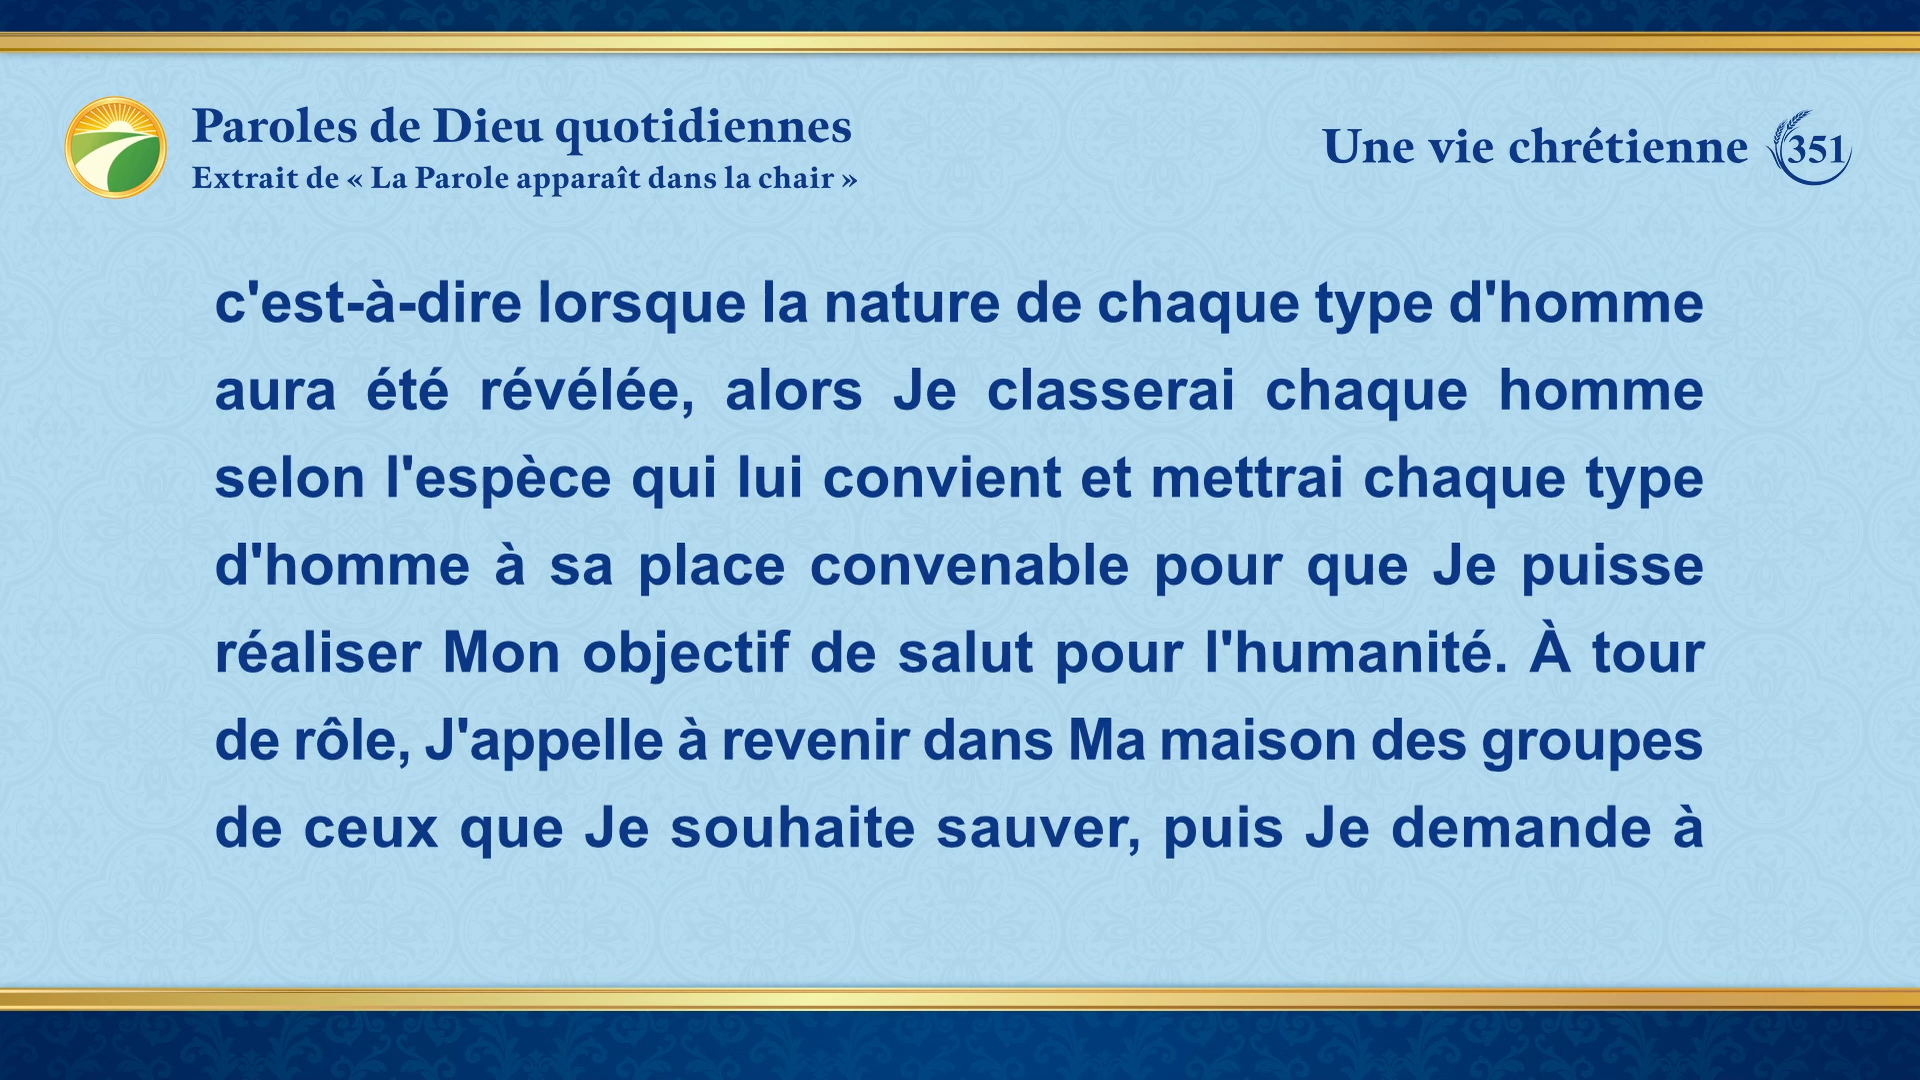 Paroles de Dieu quotidiennes
Extrait de « La Parole apparaît dans la chair »
Une vie chrétienne 351
c'est-à-dire lorsque la nature de chaque type d'homme
aura été révélée, alors Je classerai chaque homme
selon l'espèce qui lui convient et mettrai chaque type
d'homme à sa place convenable pour que Je puisse
réaliser Mon objectif de salut pour l'humanité. À tour
de rôle, J'appelle à revenir dans Ma maison des groupes
de ceux que Je souhaite sauver, puis Je demande à